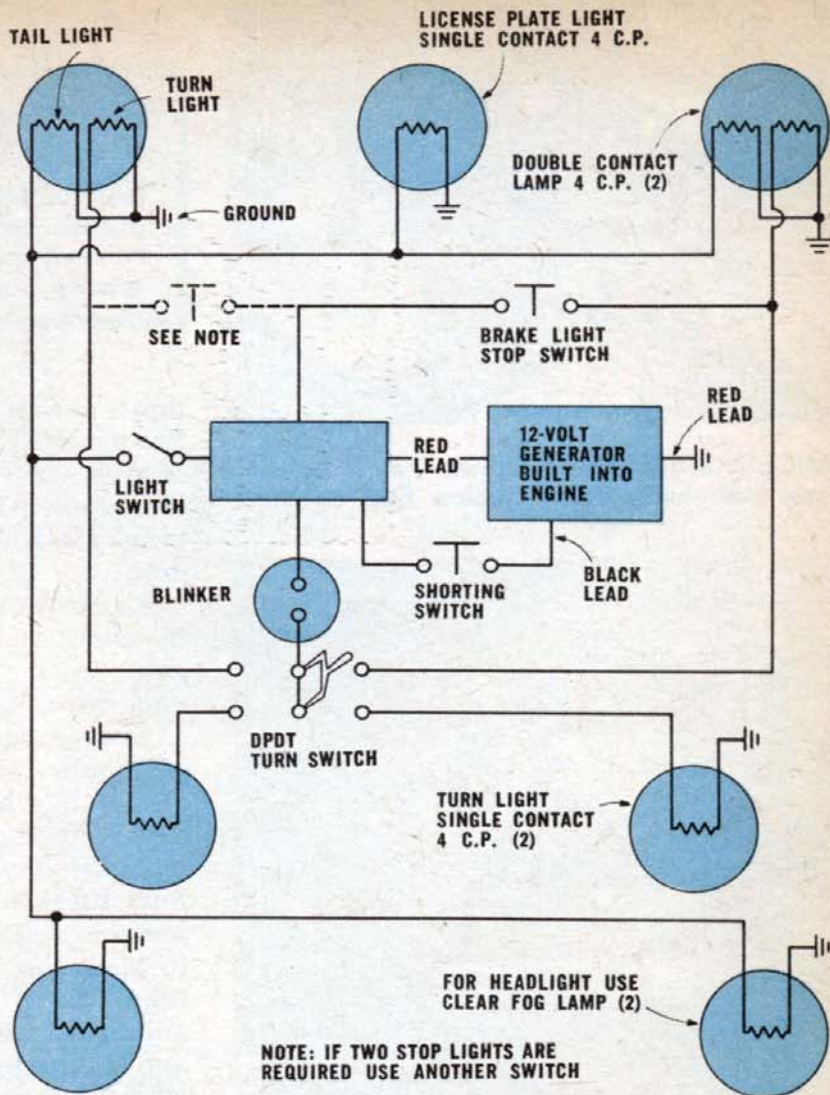 TAIL LIGHT
TURN
LIGHT
LICENSE PLATE LIGHT
SINGLE CONTACT 4 C.P.
DOUBLE CONTACT
LAMP 4 C.P. (2)
GROUND
SEE NOTE
BRAKE LIGHT
STOP SWITCH
RED
LEAD
LIGHT
SWITCH
RED
LEAD
12-VOLT
GENERATOR
BUILT INTO
ENGINE
BLINKER
SHORTING
SWITCH
BLACK
LEAD
DPDT
TURN SWITCH
TURN LIGHT
SINGLE CONTACT
4 C.P. (2)
FOR HEADLIGHT USE
CLEAR FOG LAMP (2)
NOTE: IF TWO STOP LIGHTS ARE
REQUIRED USE ANOTHER SWITCH